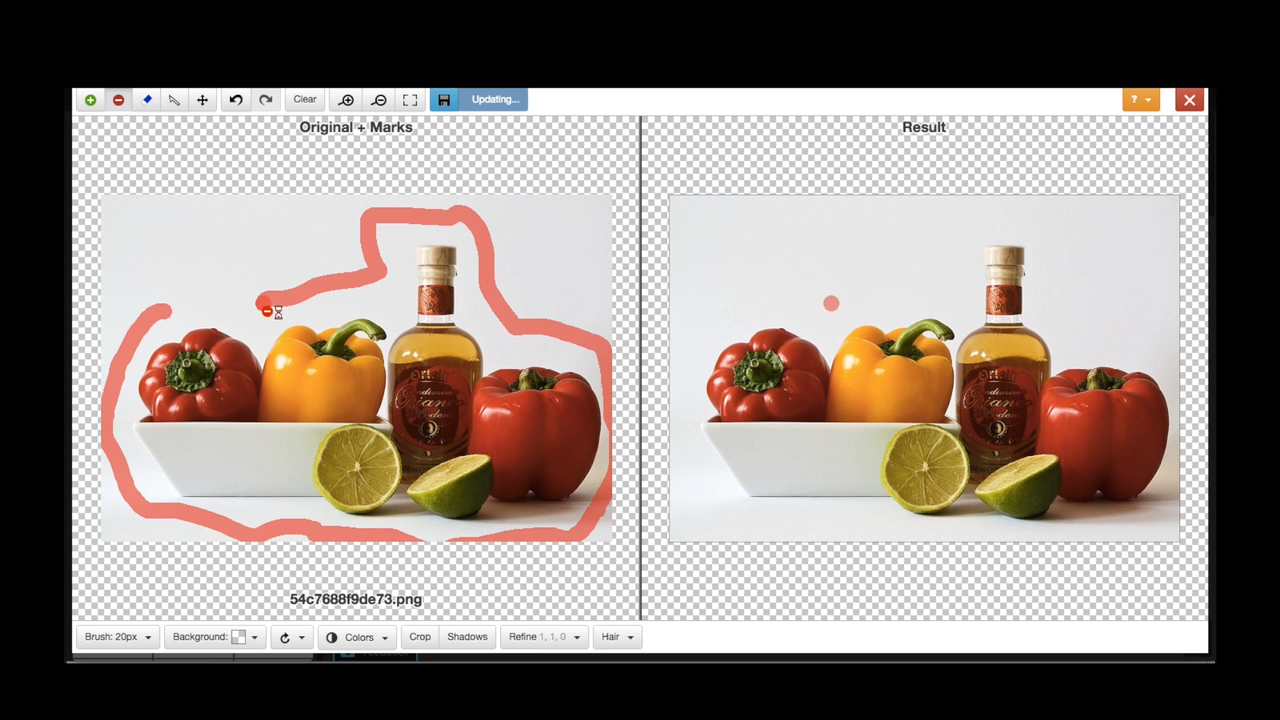 Clear
Updating...
?
Original + Marks
Result
54c7688f9de73.png
Brush: 20px
Background:
Colors
Crop
Shadows
Refine 1, 1, 0
Hair